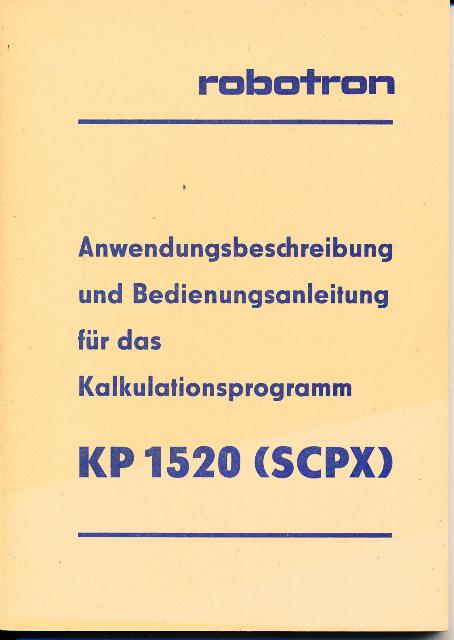 robotron
Anwendungsbeschreibung
und Bedienungsanleitung
für das
Kalkulationsprogramm
KP 1520 (SCPX)